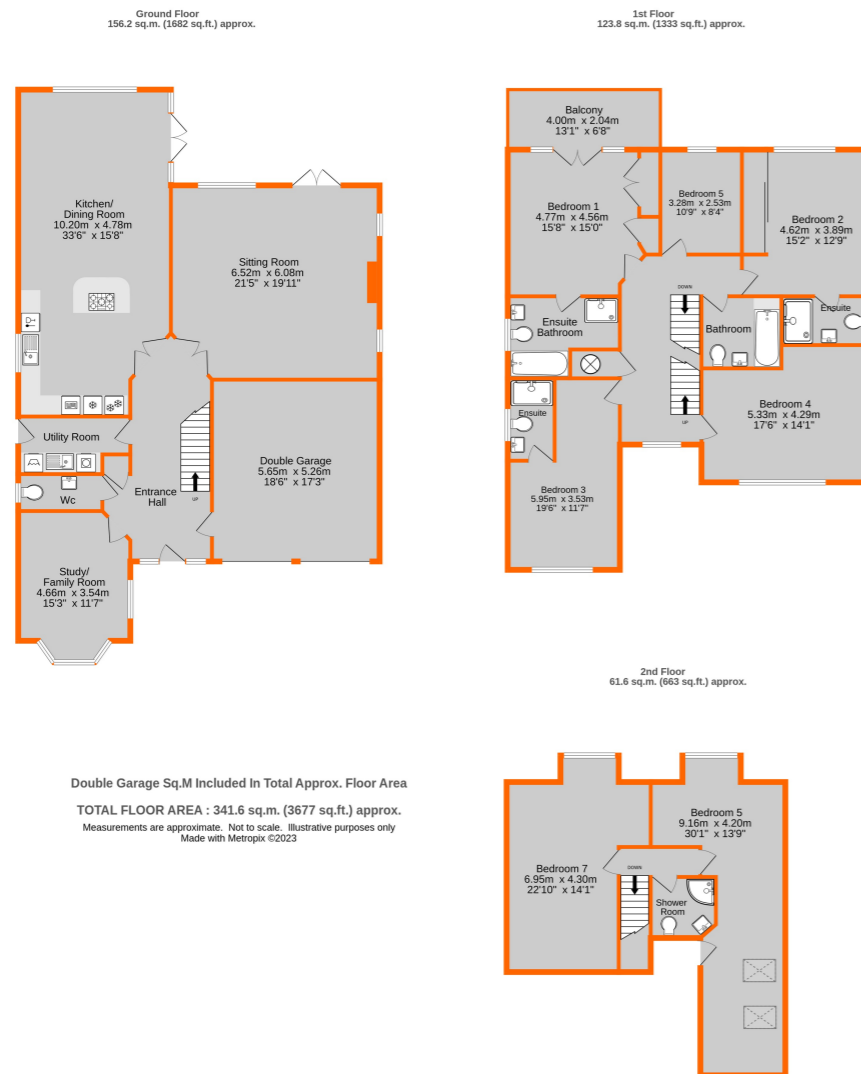 Ground Floor
156.2 sq.m. (1682 sq.ft.) approx.
Kitchen/
Dining Room
10.20m x 4.78m
33'6" x 15'8"
Sitting Room
6.52m x 6.08m
21'5" x 19'11"
Utility Room
Double Garage
5.65m x 5.26m
18'6" x 17'3"
Entrance
Hall
UP
Wc
Study/
Family Room
4.66m x 3.54m
15'3" x 11'7"
1st Floor
123.8 sq.m. (1333 sq.ft.) approx.
Balcony
4.00m x 2.04m
13'1" x 6'8"
Bedroom 1
4.77m x 4.56m
15'8" x 15'0"
Bedroom 5
3.28m x 2.53m
10'9" x 8'4"
Bedroom 2
4.62m x 3.89m
15'2" x 12'9"
DOWN
Ensuite
Bathroom
Bathroom
Ensuite
Ensuite
Bedroom 4
5.33m x 4.29m
17'6" x 14'1"
UP
Bedroom 3
5.95m x 3.53m
19'6" x 11'7"
2nd Floor
61.6 sq.m. (663 sq.ft.) approx.
Bedroom 5
9.16m x 4.20m
30'1" x 13'9"
Bedroom 7
6.95m x 4.30m
22'10" x 14'1"
DOWN
Shower
Room
Double Garage Sq.M Included In Total Approx. Floor Area
TOTAL FLOOR AREA : 341.6 sq.m. (3677 sq.ft.) approx.
Measurements are approximate. Not to scale. Illustrative purposes only
Made with Metropix ©2023